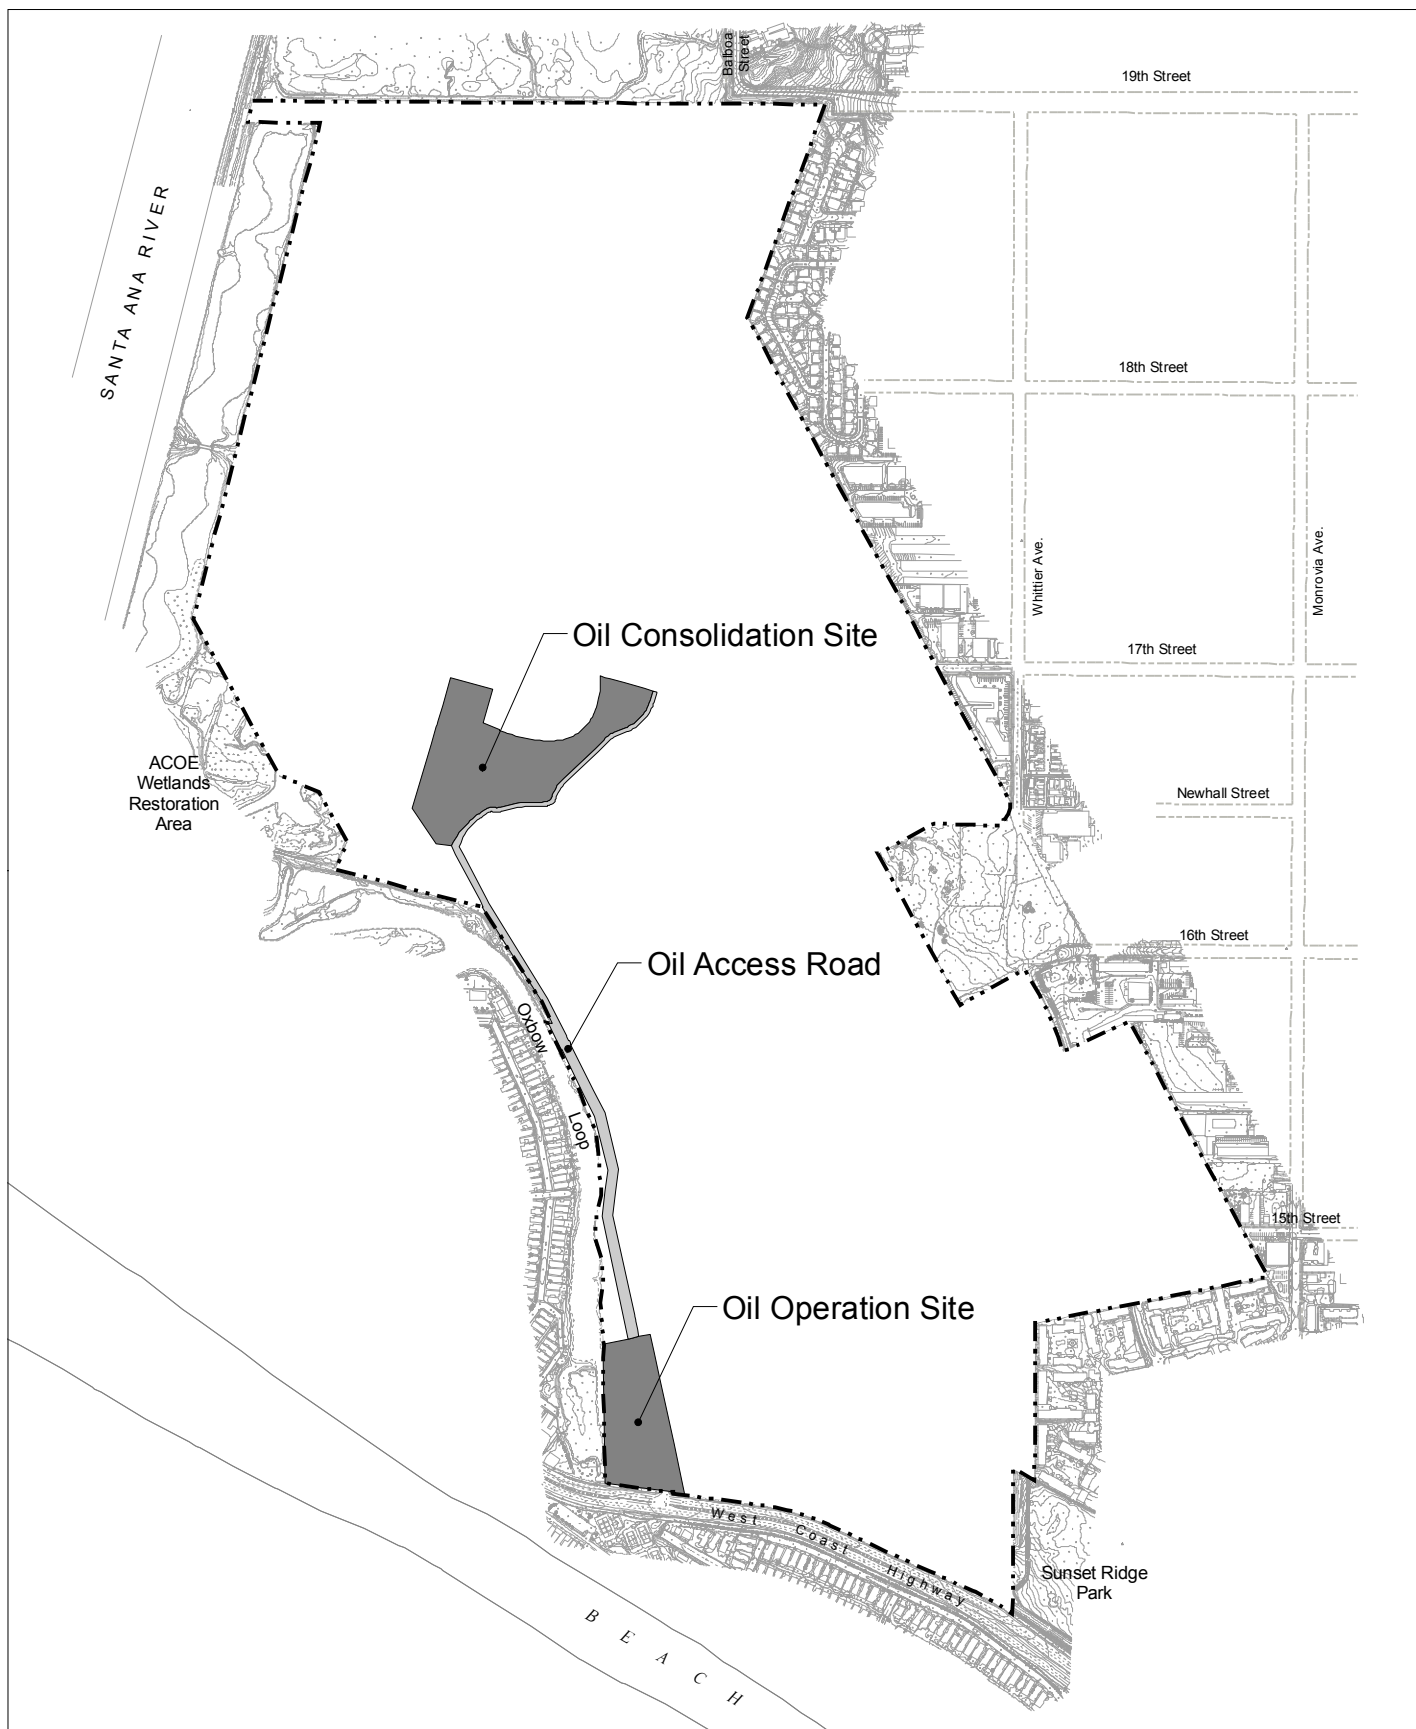 Balboa
Street
19th Street
SANTA ANA RIVER
18th Street
Whittier Ave.
Monrovia Ave.
Oil Consolidation Site
17th Street
ACOE
Wetlands
Restoration
Area
Newhall Street
16th Street
Oil Access Road
Oxbow
Loop
15th Street
Oil Operation Site
West Coast Highway
Sunset Ridge
Park
BEACH